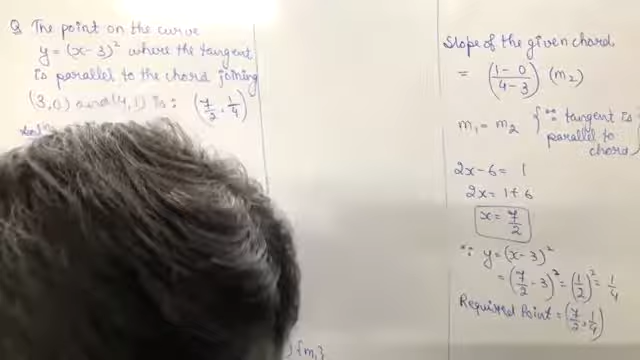 Q The point on the curve
y = (x - 3)² where the tangent
is parallel to the chord joining
(3,0) and (4,1) is: (7/2, 1/4)
Slope of the given chord
= (1 - 0 / 4 - 3) (m₂)
m₁ = m₂ {∵ tangent is
parallel to
chord}
2x - 6 = 1
2x = 1 + 6
x = 7/2
∵ y = (x - 3)²
= (7/2 - 3)² = (1/2)² = 1/4
Required Point = (7/2, 1/4)
) {m₁}